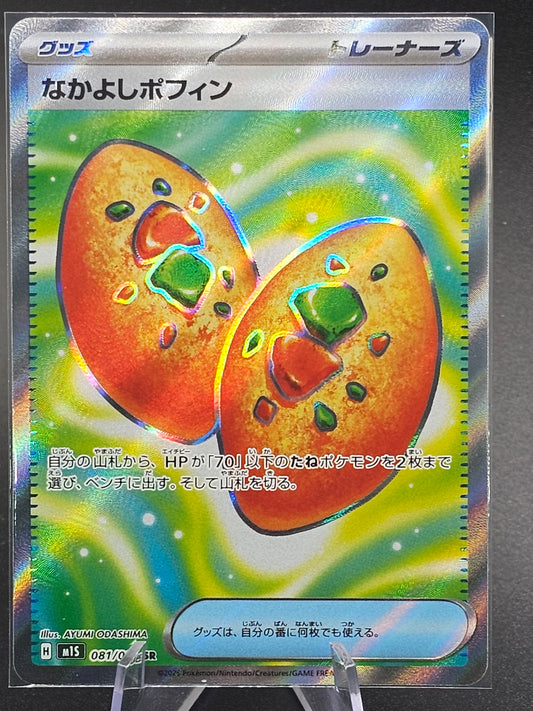 グッズ
トレーナーズ
なかよしポフィン
自分の山札から、HPが「70」以下のたねポケモンを2枚まで
選び、ベンチに出す。そして山札を切る。
グッズは、自分の番に何枚でも使える。
Illus. AYUMI ODASHIMA
H m1S 081/0 SR
©2025 Pokémon/Nintendo/Creatures/GAME FREAK